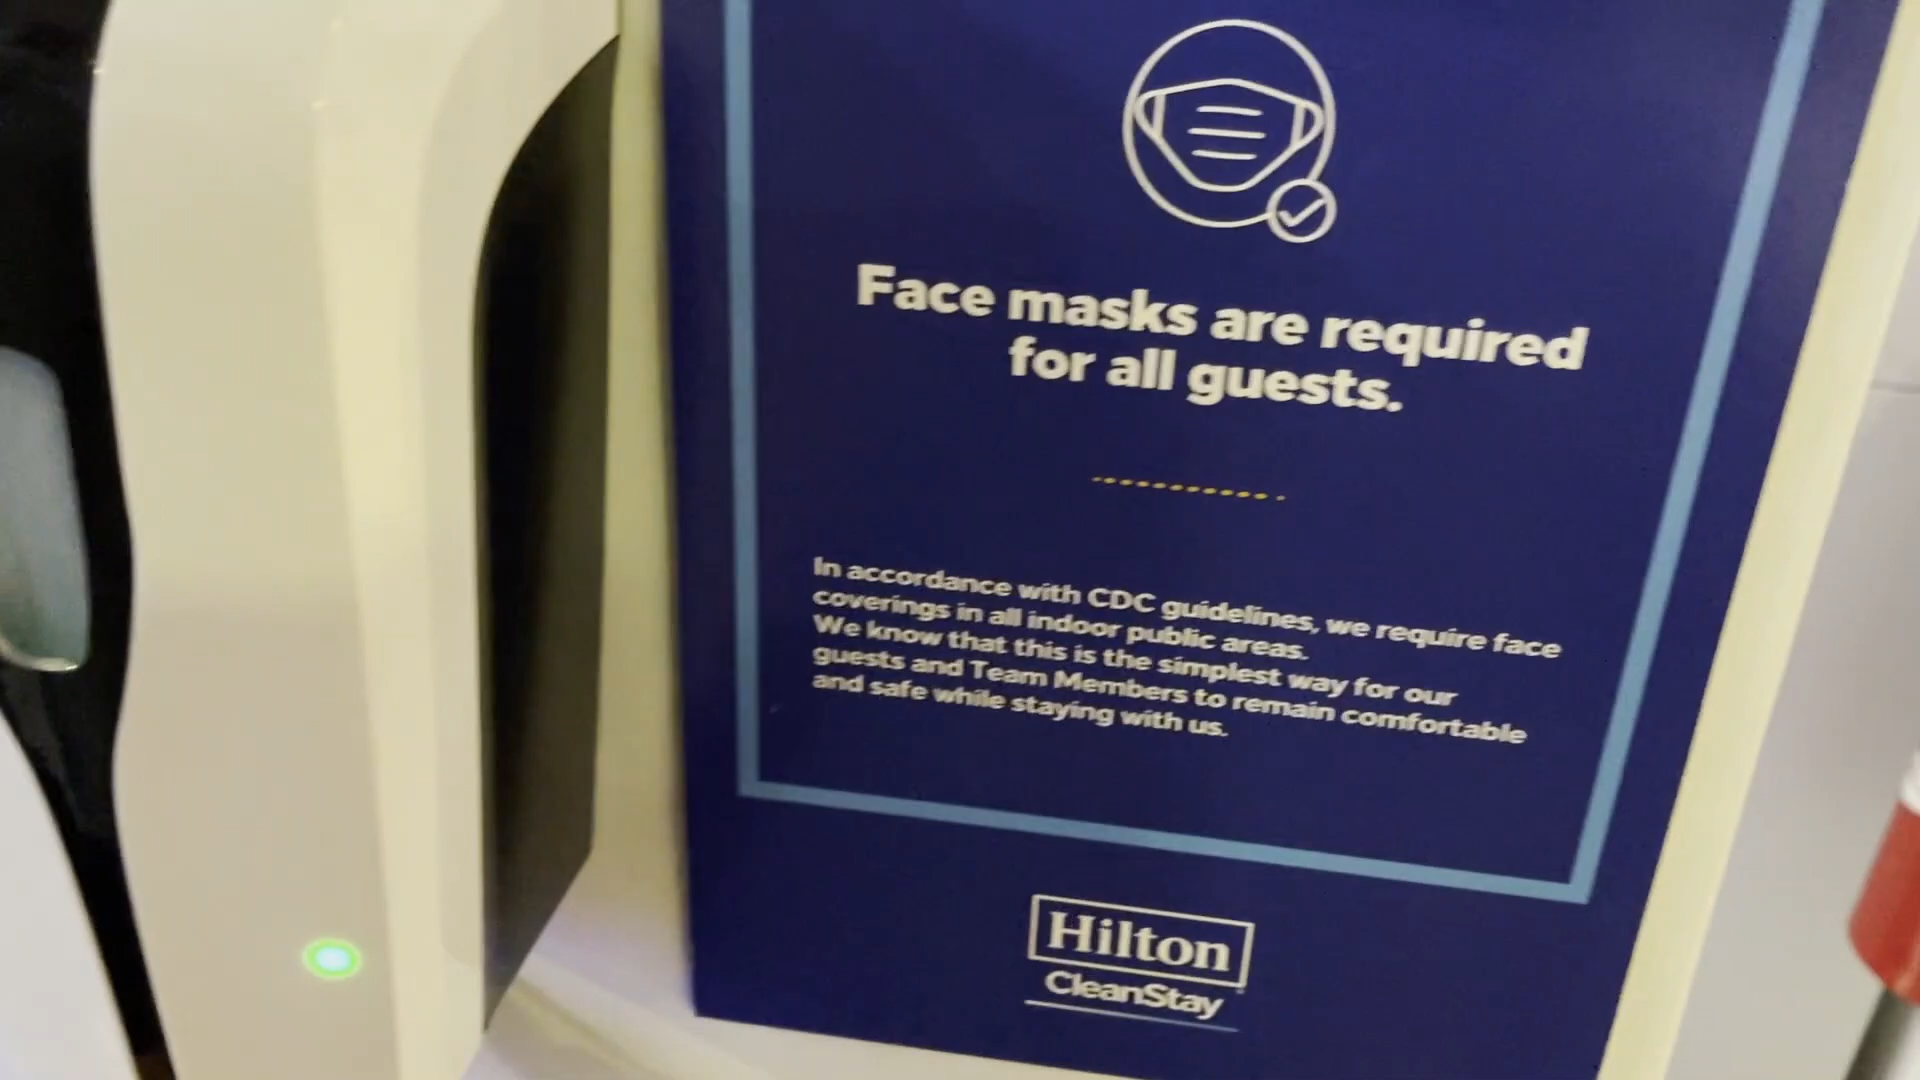 Face masks are required
for all guests.
In accordance with CDC guidelines, we require face
coverings in all indoor public areas.
We know that this is the simplest way for our
guests and Team Members to remain comfortable
and safe while staying with us.
Hilton
CleanStay